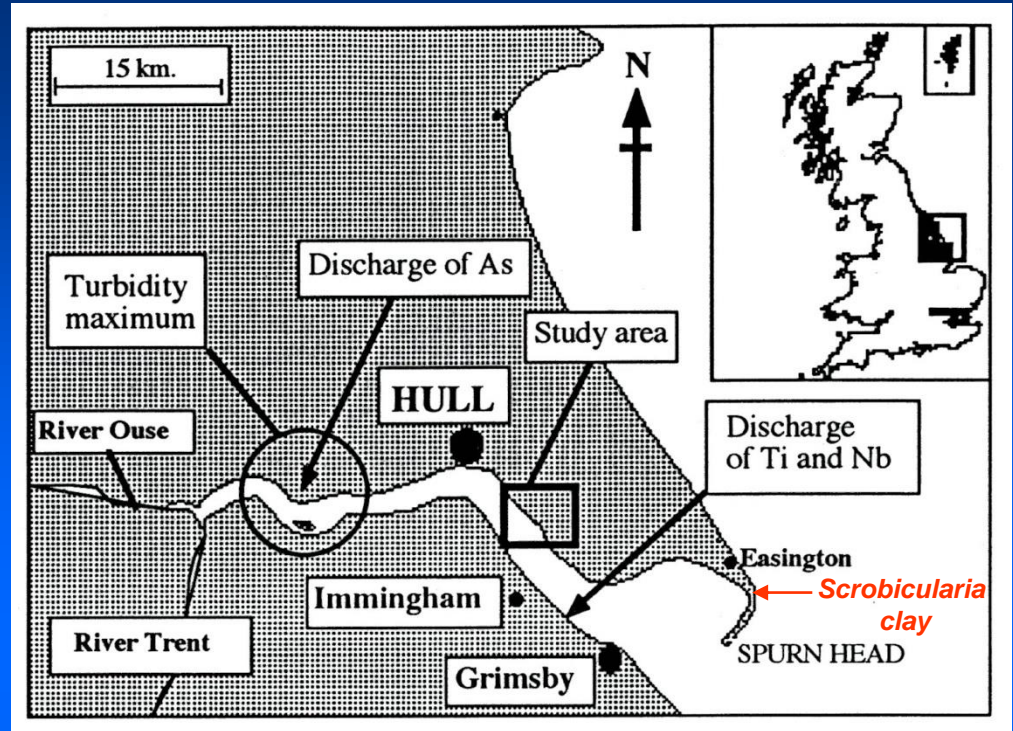 15 km.
N
Discharge of As
Turbidity
maximum
Study area
HULL
River Ouse
Discharge
of Ti and Nb
Easington
Immingham
Scrobicularia
clay
River Trent
SPURN HEAD
Grimsby